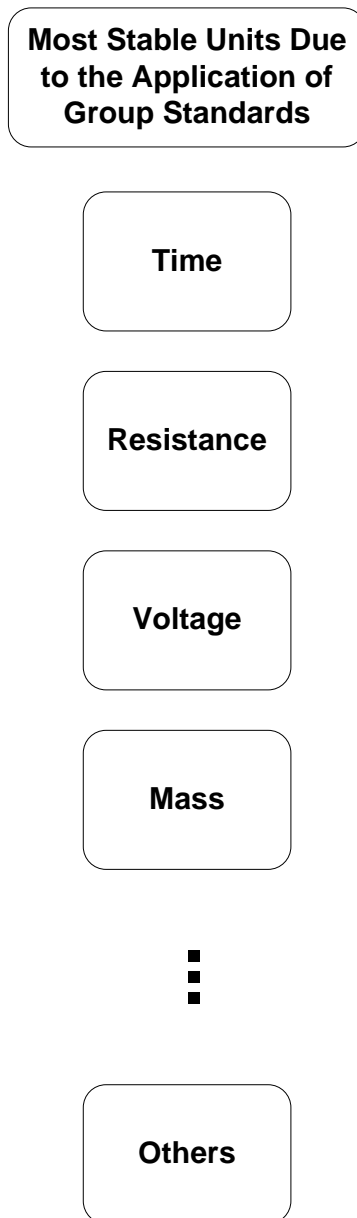 Most Stable Units Due
to the Application of
Group Standards
Time
Resistance
Voltage
Mass
Others